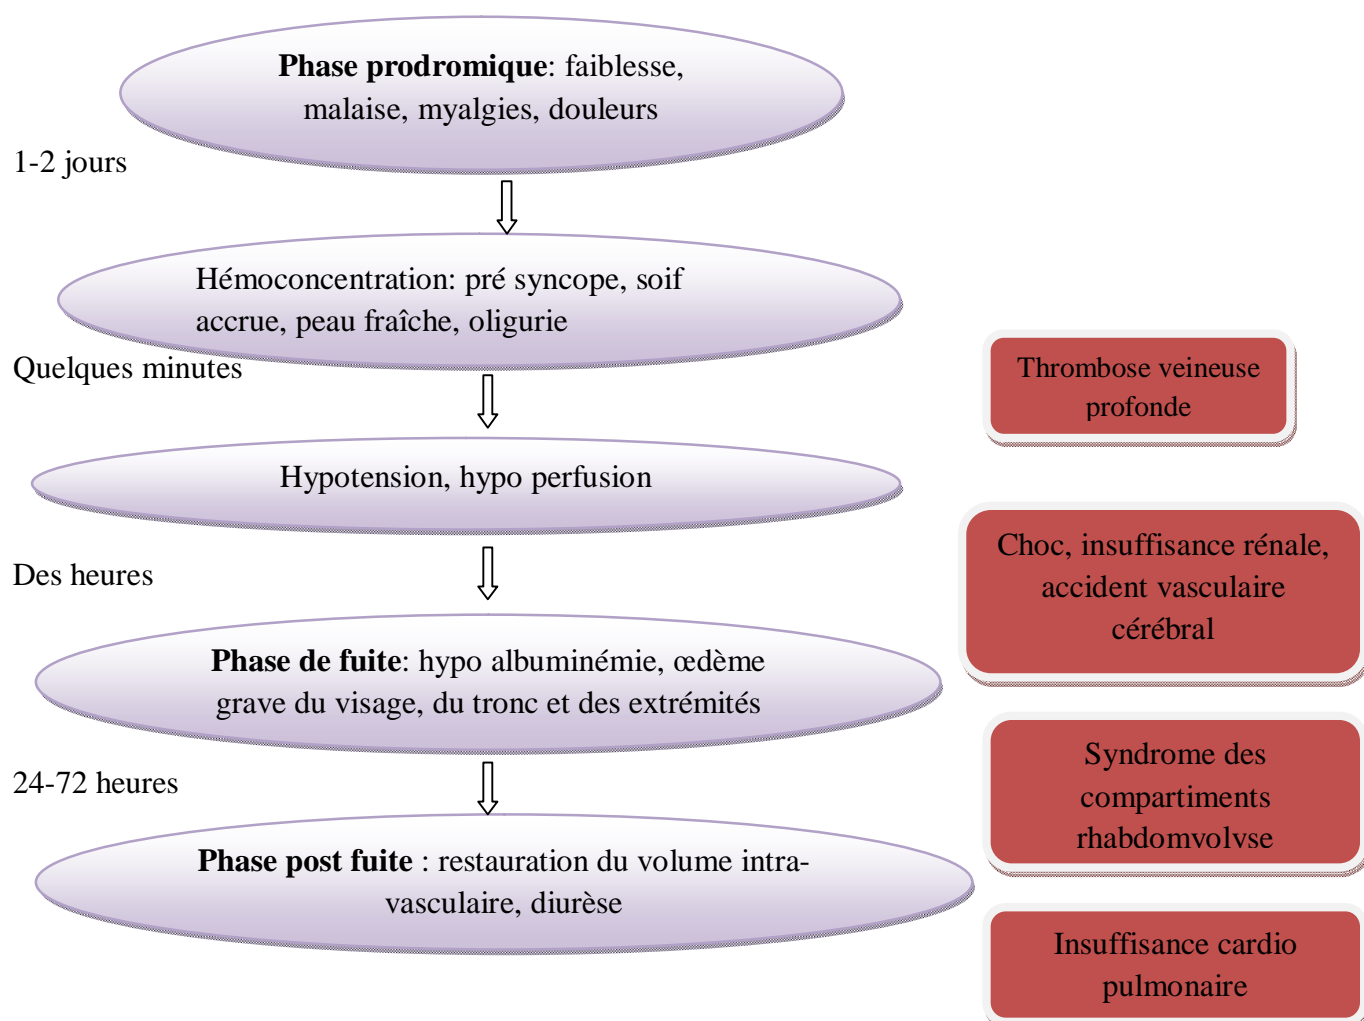 Phase prodromique: faiblesse,
malaise, myalgies, douleurs
1-2 jours
Hémoconcentration: pré syncope, soif
accrue, peau fraîche, oligurie
Quelques minutes
Thrombose veineuse
profonde
Hypotension, hypo perfusion
Choc, insuffisance rénale,
accident vasculaire
cérébral
Des heures
Phase de fuite: hypo albuminémie, œdème
grave du visage, du tronc et des extrémités
Syndrome des
compartiments
rhabdomvolvse
24-72 heures
Phase post fuite : restauration du volume intra-
vasculaire, diurèse
Insuffisance cardio
pulmonaire